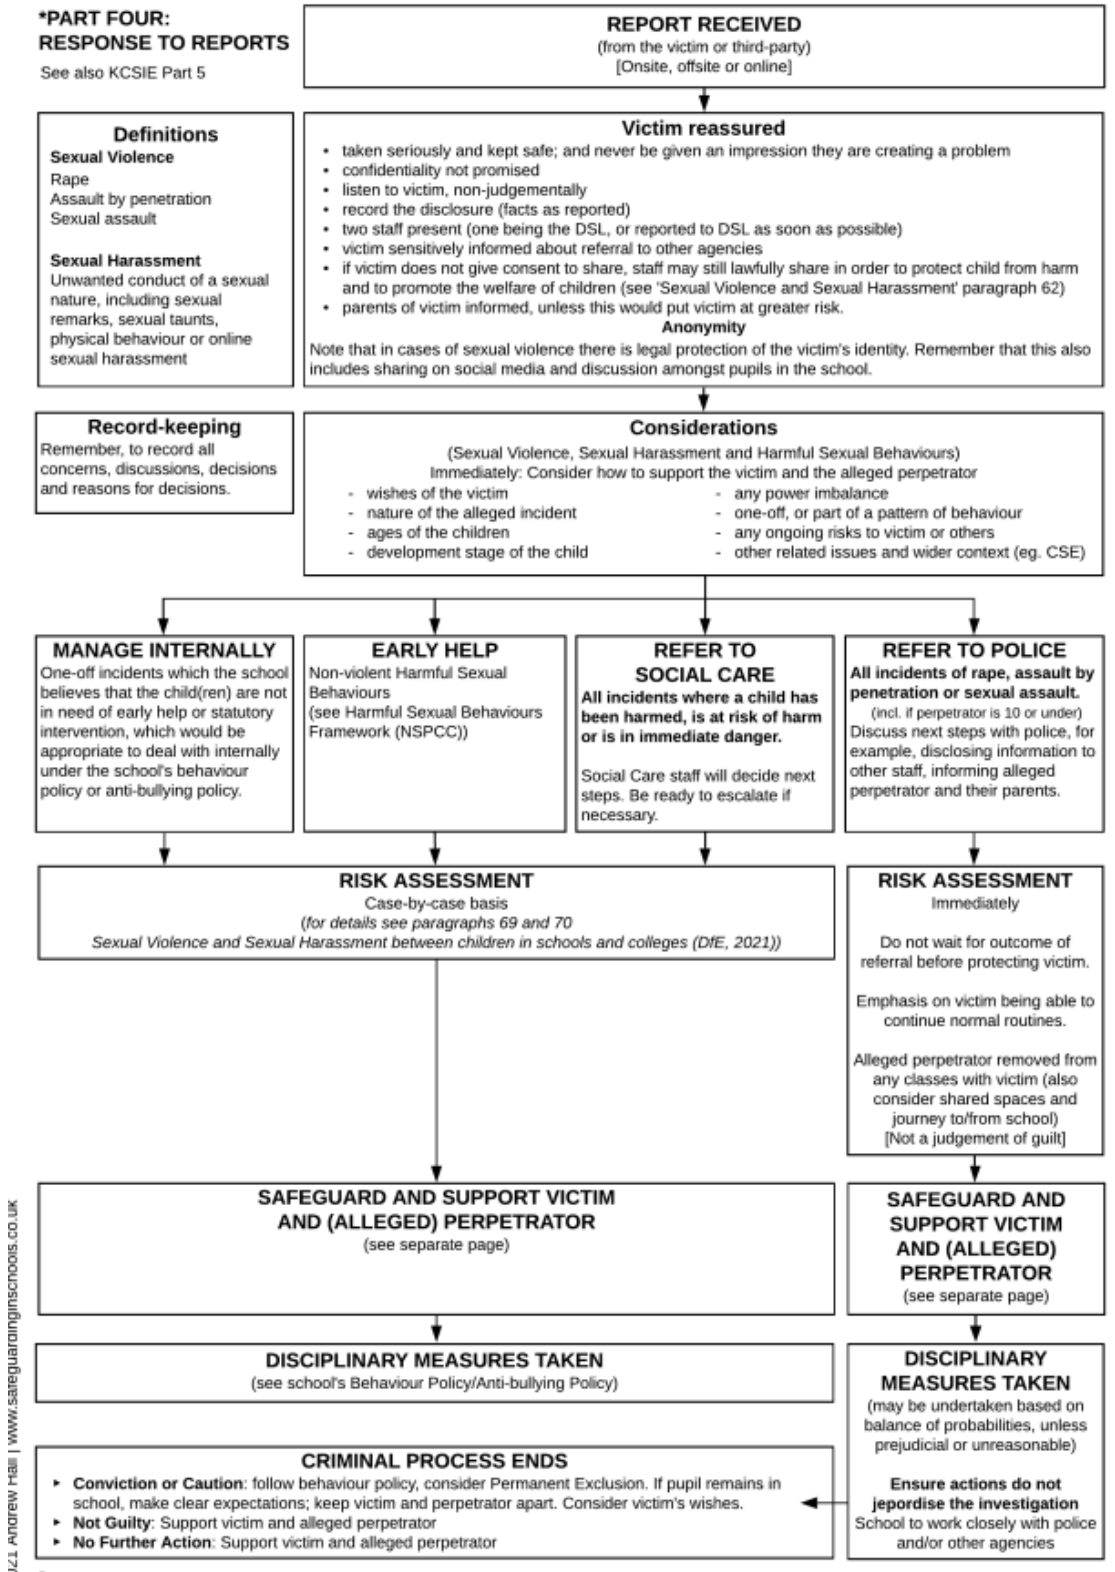 *PART FOUR:
RESPONSE TO REPORTS
See also KCSIE Part 5
REPORT RECEIVED
(from the victim or third-party)
[Onsite, offsite or online]
Definitions
Sexual Violence
Rape
Assault by penetration
Sexual assault
Sexual Harassment
Unwanted conduct of a sexual
nature, including sexual
remarks, sexual taunts,
physical behaviour or online
sexual harassment
Victim reassured
• taken seriously and kept safe; and never be given an impression they are creating a problem
• confidentiality not promised
• listen to victim, non-judgementally
• record the disclosure (facts as reported)
• two staff present (one being the DSL, or reported to DSL as soon as possible)
• victim sensitively informed about referral to other agencies
• if victim does not give consent to share, staff may still lawfully share in order to protect child from harm
and to promote the welfare of children (see 'Sexual Violence and Sexual Harassment' paragraph 62)
• parents of victim informed, unless this would put victim at greater risk.
Anonymity
Note that in cases of sexual violence there is legal protection of the victim's identity. Remember that this also
includes sharing on social media and discussion amongst pupils in the school.
Record-keeping
Remember, to record all
concerns, discussions, decisions
and reasons for decisions.
Considerations
(Sexual Violence, Sexual Harassment and Harmful Sexual Behaviours)
Immediately: Consider how to support the victim and the alleged perpetrator
- wishes of the victim
- nature of the alleged incident
- ages of the children
- development stage of the child
- any power imbalance
- one-off, or part of a pattern of behaviour
- any ongoing risks to victim or others
- other related issues and wider context (eg. CSE)
MANAGE INTERNALLY
One-off incidents which the school
believes that the child(ren) are not
in need of early help or statutory
intervention, which would be
appropriate to deal with internally
under the school's behaviour
policy or anti-bullying policy.
EARLY HELP
Non-violent Harmful Sexual
Behaviours
(see Harmful Sexual Behaviours
Framework (NSPCC))
REFER TO
SOCIAL CARE
All incidents where a child has
been harmed, is at risk of harm
or is in immediate danger.
Social Care staff will decide next
steps. Be ready to escalate if
necessary.
REFER TO POLICE
All incidents of rape, assault by
penetration or sexual assault.
(incl. if perpetrator is 10 or under)
Discuss next steps with police, for
example, disclosing information to
other staff, informing alleged
perpetrator and their parents.
RISK ASSESSMENT
Case-by-case basis
(for details see paragraphs 69 and 70
Sexual Violence and Sexual Harassment between children in schools and colleges (DfE, 2021))
RISK ASSESSMENT
Immediately
Do not wait for outcome of
referral before protecting victim.
Emphasis on victim being able to
continue normal routines.
Alleged perpetrator removed from
any classes with victim (also
consider shared spaces and
journey to/from school)
[Not a judgement of guilt]
SAFEGUARD AND SUPPORT VICTIM
AND (ALLEGED) PERPETRATOR
(see separate page)
SAFEGUARD AND
SUPPORT VICTIM
AND (ALLEGED)
PERPETRATOR
(see separate page)
DISCIPLINARY MEASURES TAKEN
(see school's Behaviour Policy/Anti-bullying Policy)
DISCIPLINARY
MEASURES TAKEN
(may be undertaken based on
balance of probabilities, unless
prejudicial or unreasonable)
Ensure actions do not
jepordise the investigation
School to work closely with police
and/or other agencies
CRIMINAL PROCESS ENDS
▸ Conviction or Caution: follow behaviour policy, consider Permanent Exclusion. If pupil remains in
school, make clear expectations; keep victim and perpetrator apart. Consider victim's wishes.
▸ Not Guilty: Support victim and alleged perpetrator
▸ No Further Action: Support victim and alleged perpetrator
021 Andrew Hall | www.safeguardinginschools.co.uk